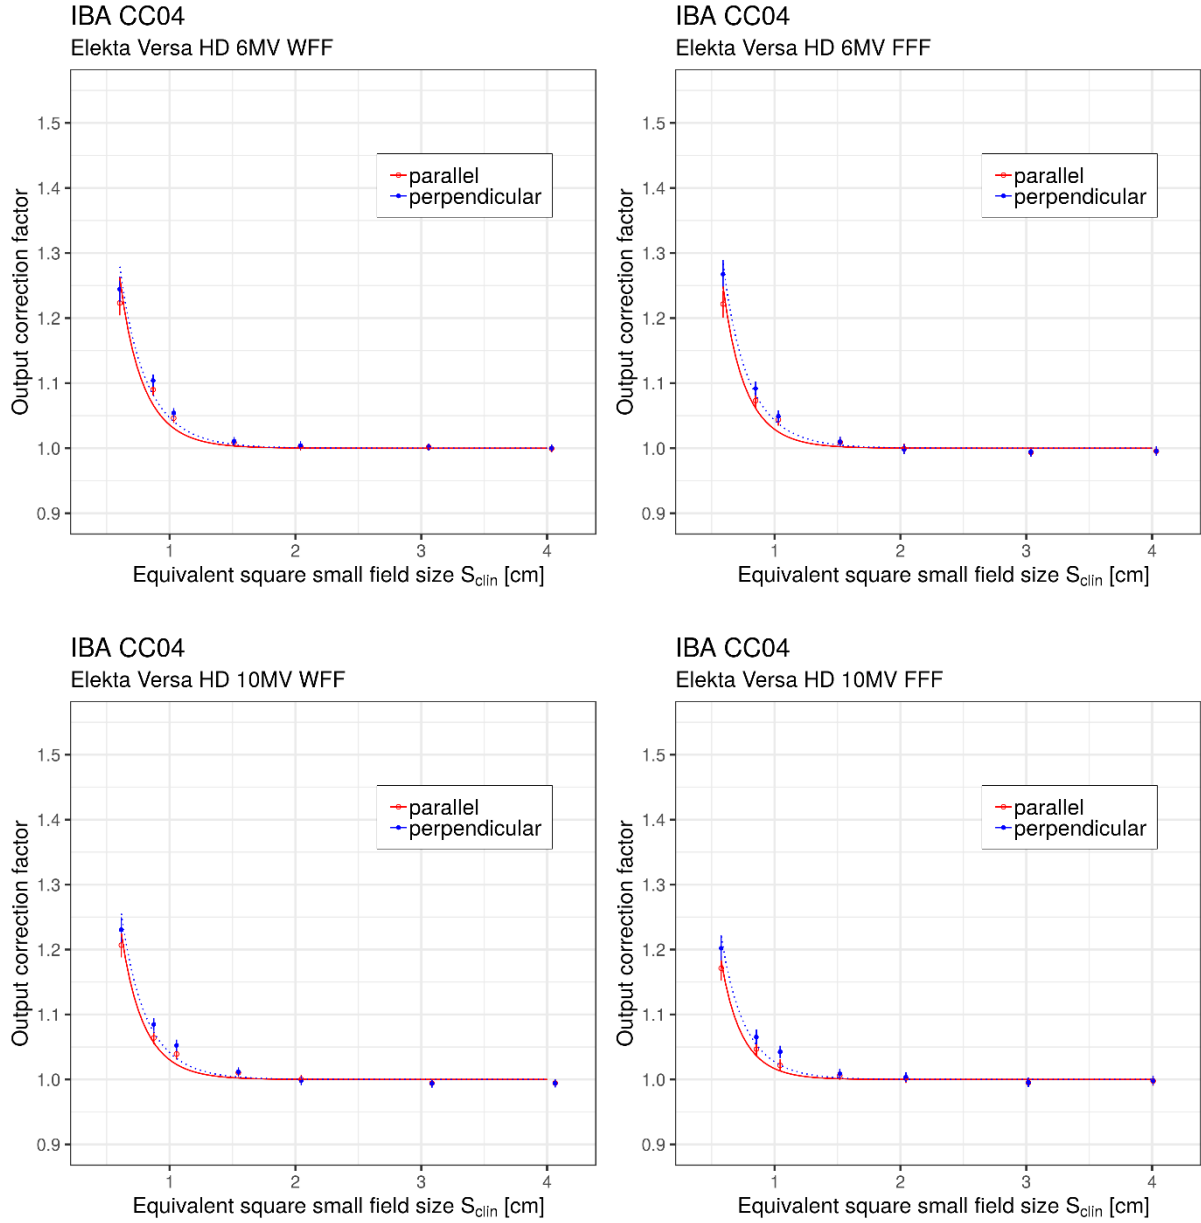 IBA CC04
Elekta Versa HD 6MV WFF
1.5
1.4
1.3
1.2
1.1
1.0
0.9
Output correction factor
parallel
perpendicular
1 2 3 4
Equivalent square small field size Sclin [cm]
IBA CC04
Elekta Versa HD 6MV FFF
1.5
1.4
1.3
1.2
1.1
1.0
0.9
Output correction factor
parallel
perpendicular
1 2 3 4
Equivalent square small field size Sclin [cm]
IBA CC04
Elekta Versa HD 10MV WFF
1.5
1.4
1.3
1.2
1.1
1.0
0.9
Output correction factor
parallel
perpendicular
1 2 3 4
Equivalent square small field size Sclin [cm]
IBA CC04
Elekta Versa HD 10MV FFF
1.5
1.4
1.3
1.2
1.1
1.0
0.9
Output correction factor
parallel
perpendicular
1 2 3 4
Equivalent square small field size Sclin [cm]